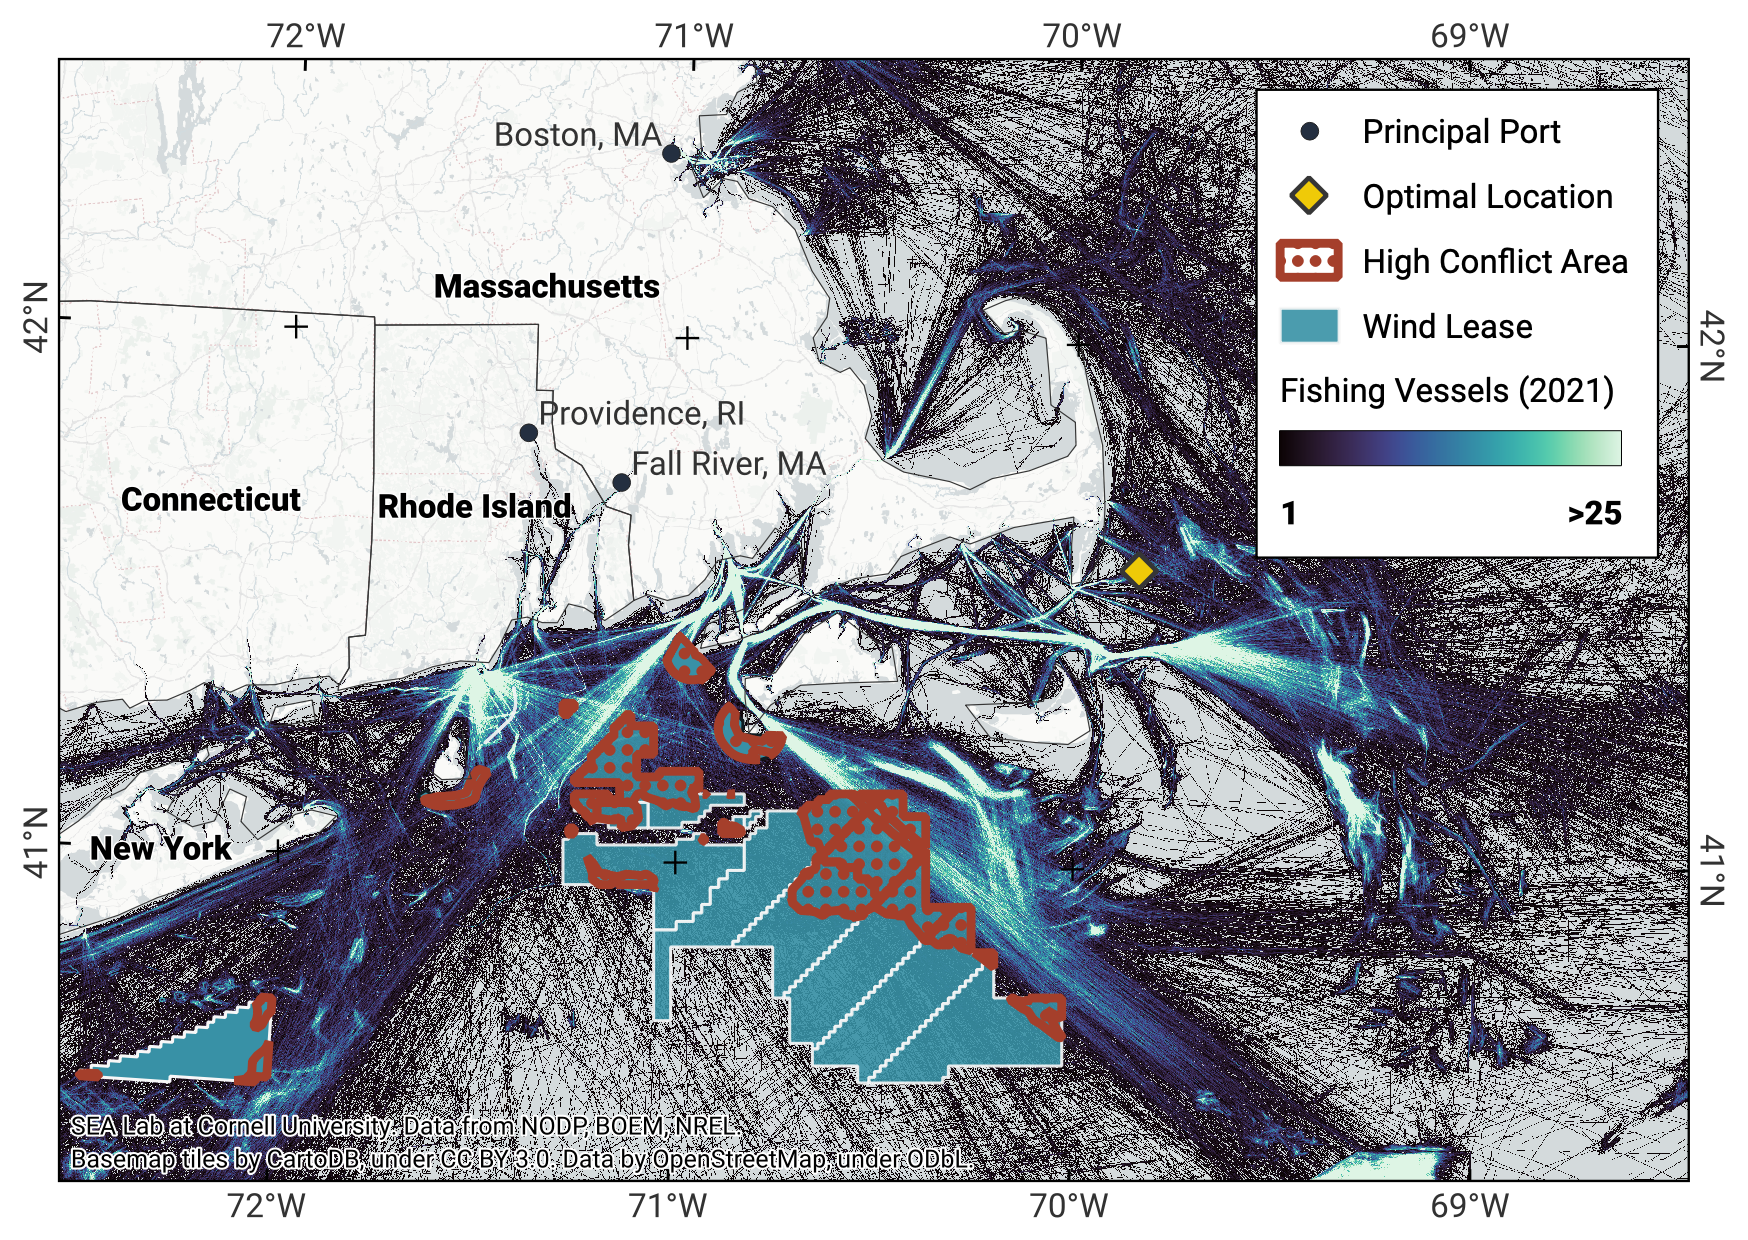 72°W 71°W 70°W 69°W
Boston, MA
Principal Port
Optimal Location
High Conflict Area
Wind Lease
Fishing Vessels (2021)
1 >25
Massachusetts
42°N
42°N
Providence, RI
Fall River, MA
Connecticut
Rhode Island
New York
41°N
41°N
SEA Lab at Cornell University. Data from NODP, BOEM, NREL.
Basemap tiles by CartoDB, under CC BY 3.0. Data by OpenStreetMap, under ODbL.
72°W 71°W 70°W 69°W